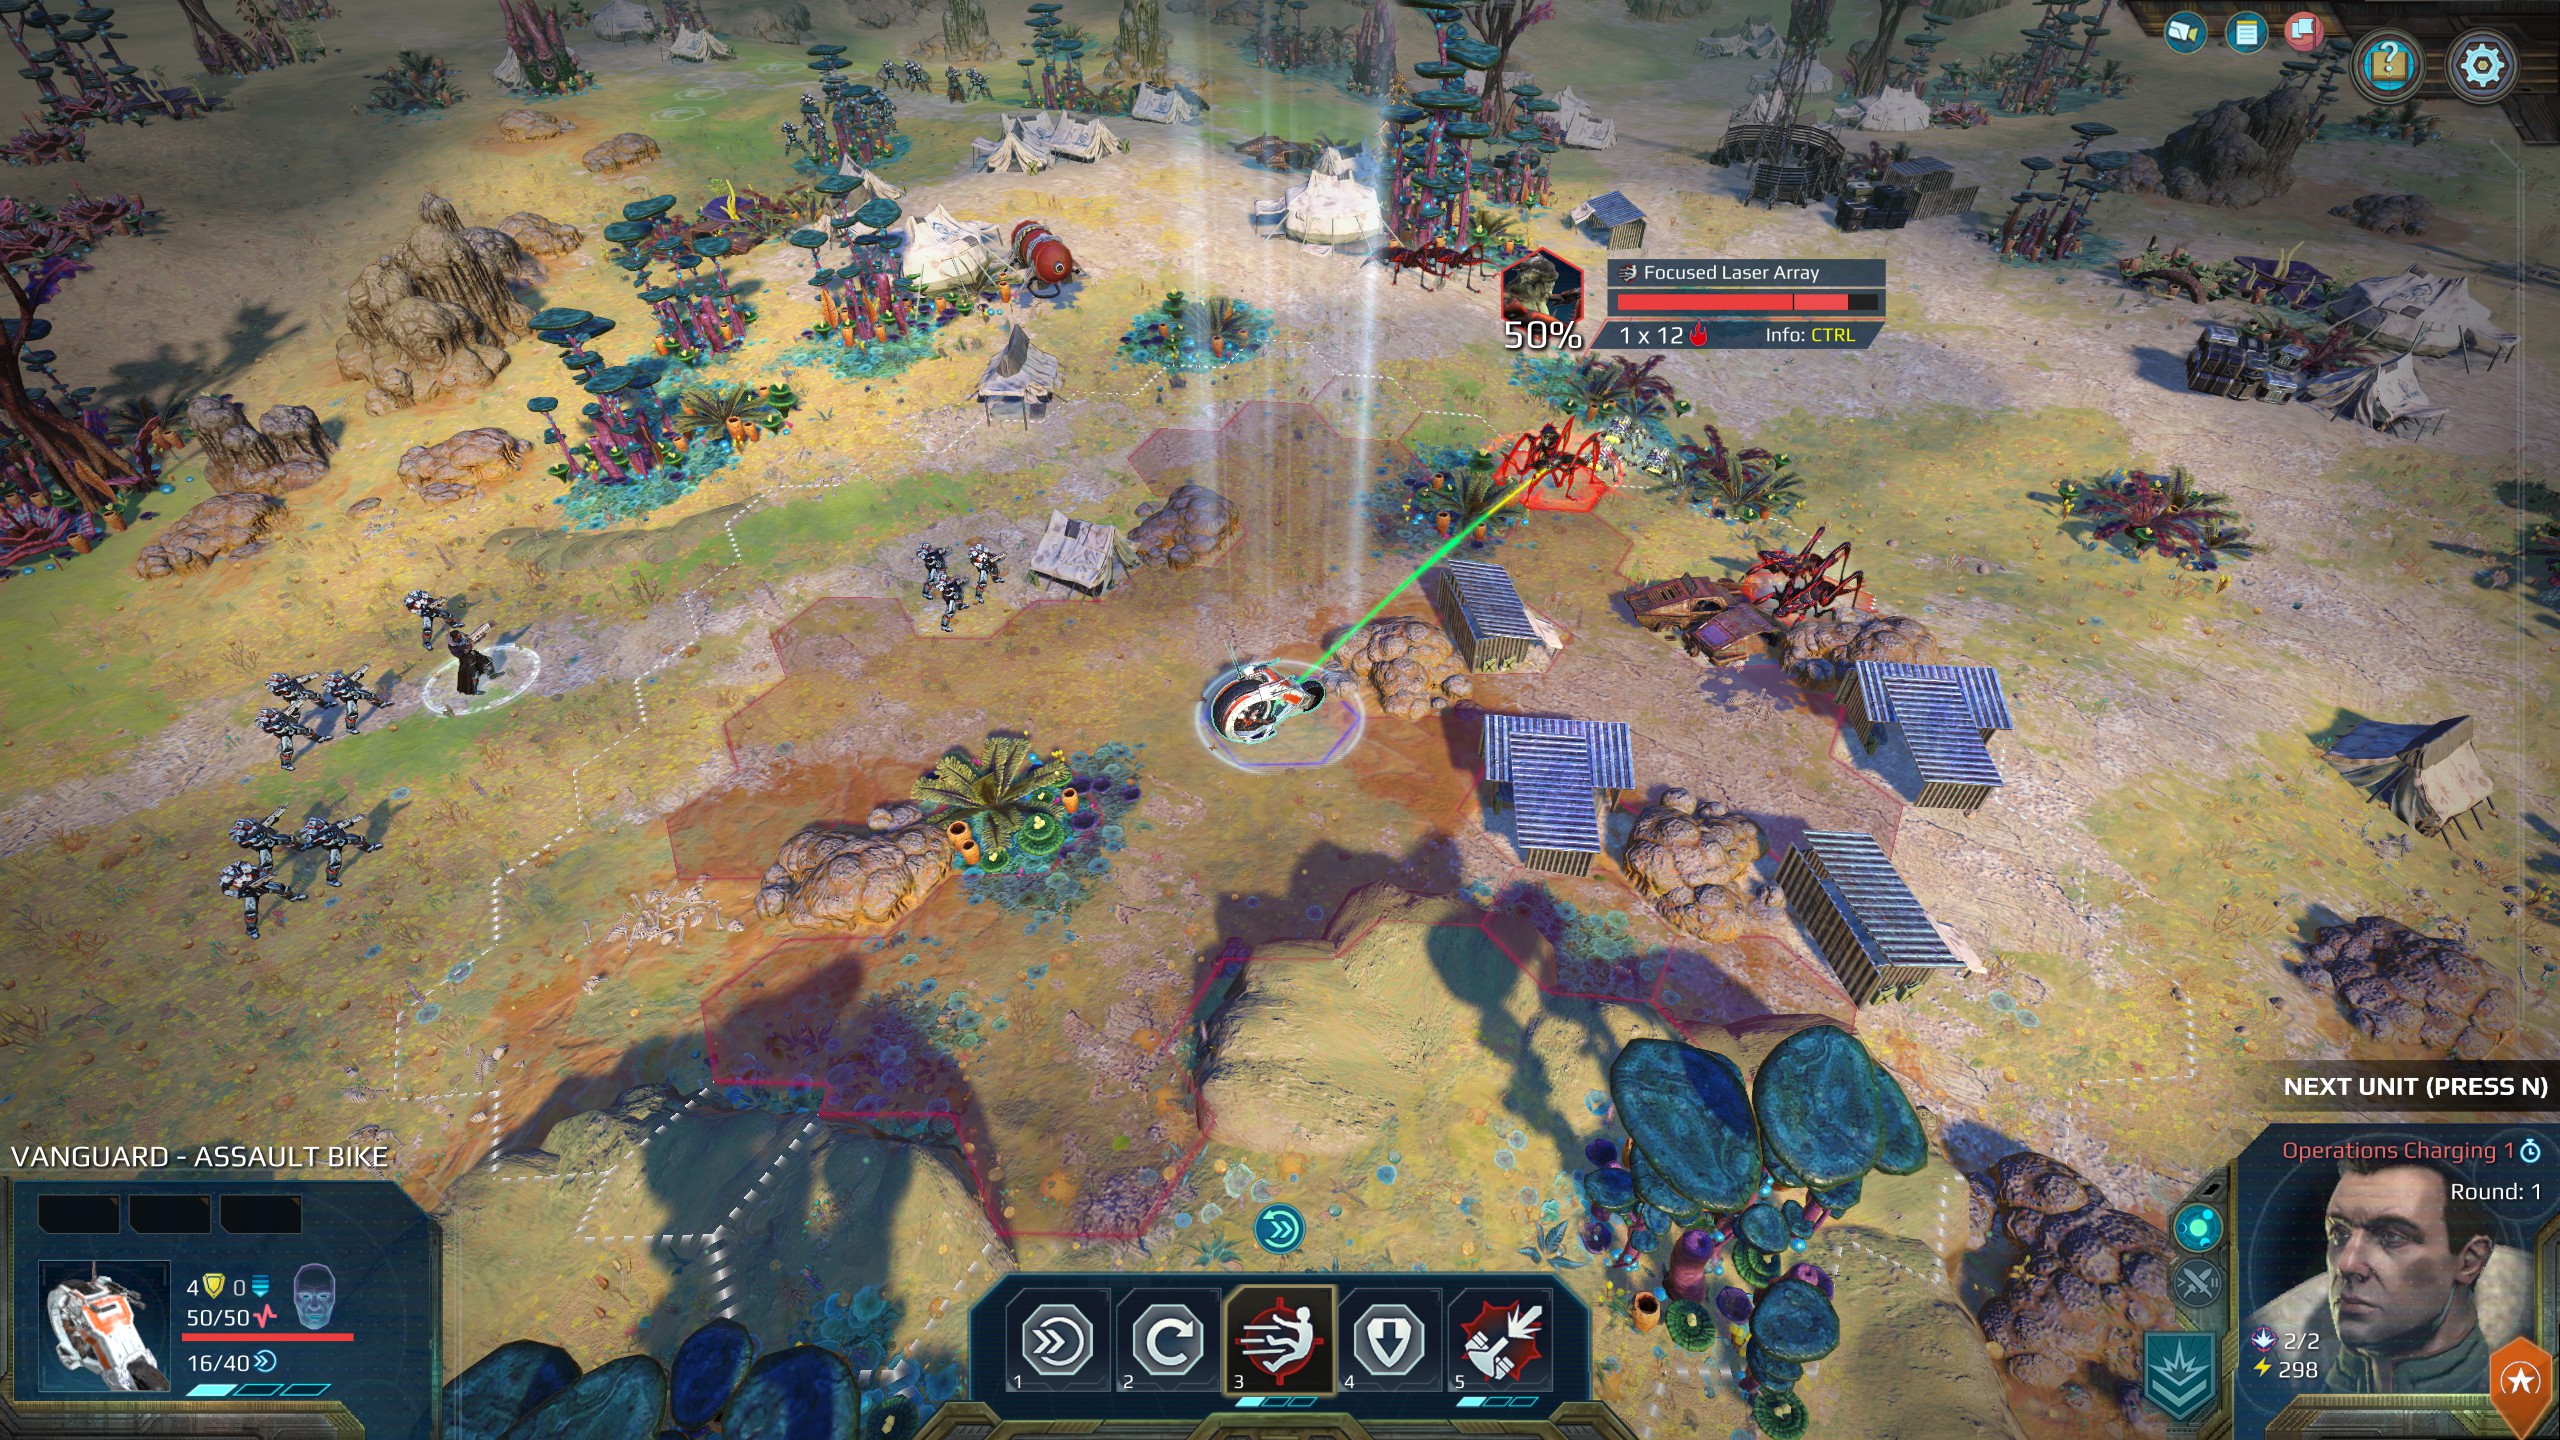 Focused Laser Array
50%
1 x 12
Info: CTRL
NEXT UNIT (PRESS N)
VANGUARD - ASSAULT BIKE
Operations Charging 1
Round: 1
4 0
50/50
16/40
2/2
298
1 2 3 4 5